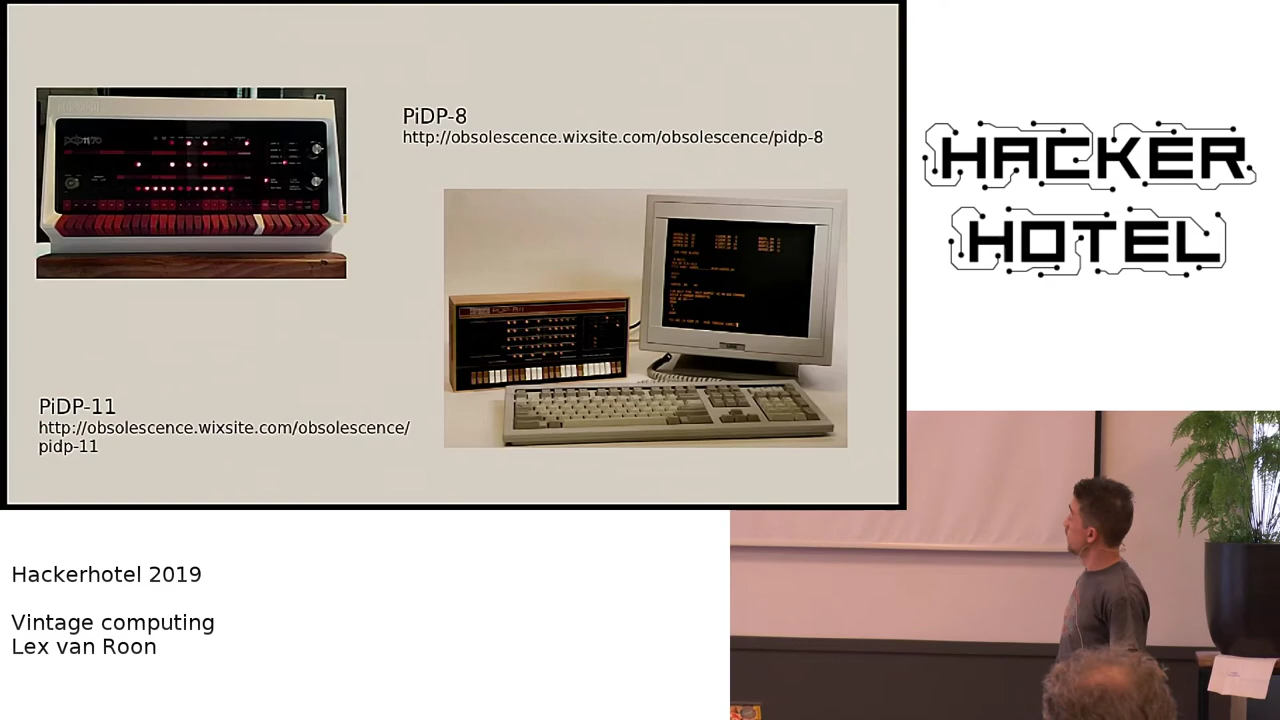 PiDP-8
http://obsolescence.wixsite.com/obsolescence/pidp-8
PiDP-11
http://obsolescence.wixsite.com/obsolescence/
pidp-11
HACKER
HOTEL
Hackerhotel 2019
Vintage computing
Lex van Roon